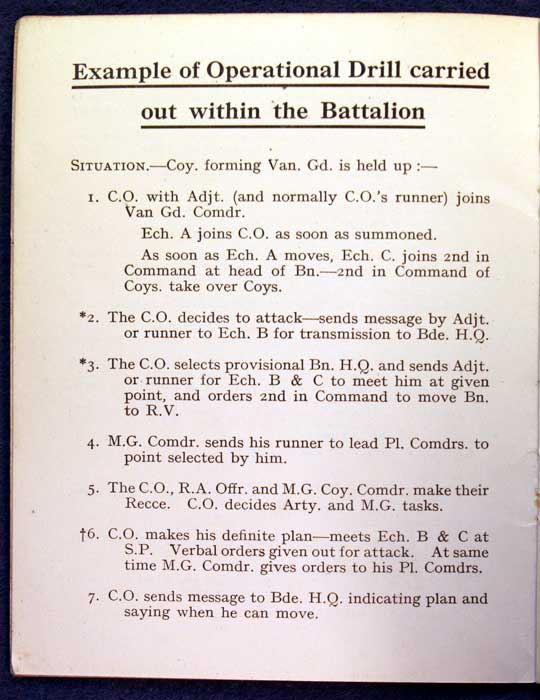 Example of Operational Drill carried
out within the Battalion
SITUATION.—Coy. forming Van. Gd. is held up :—
1. C.O. with Adjt. (and normally C.O.'s runner) joins
Van Gd. Comdr.
Ech. A joins C.O. as soon as summoned.
As soon as Ech. A moves, Ech. C. joins 2nd in
Command at head of Bn.—2nd in Command of
Coys. take over Coys.
*2. The C.O. decides to attack—sends message by Adjt.
or runner to Ech. B for transmission to Bde. H.Q.
*3. The C.O. selects provisional Bn. H.Q. and sends Adjt.
or runner for Ech. B & C to meet him at given
point, and orders 2nd in Command to move Bn.
to R.V.
4. M.G. Comdr. sends his runner to lead Pl. Comdrs. to
point selected by him.
5. The C.O., R.A. Offr. and M.G. Coy. Comdr. make their
Recce. C.O. decides Arty. and M.G. tasks.
†6. C.O. makes his definite plan—meets Ech. B & C at
S.P. Verbal orders given out for attack. At same
time M.G. Comdr. gives orders to his Pl. Comdrs.
7. C.O. sends message to Bde. H.Q. indicating plan and
saying when he can move.